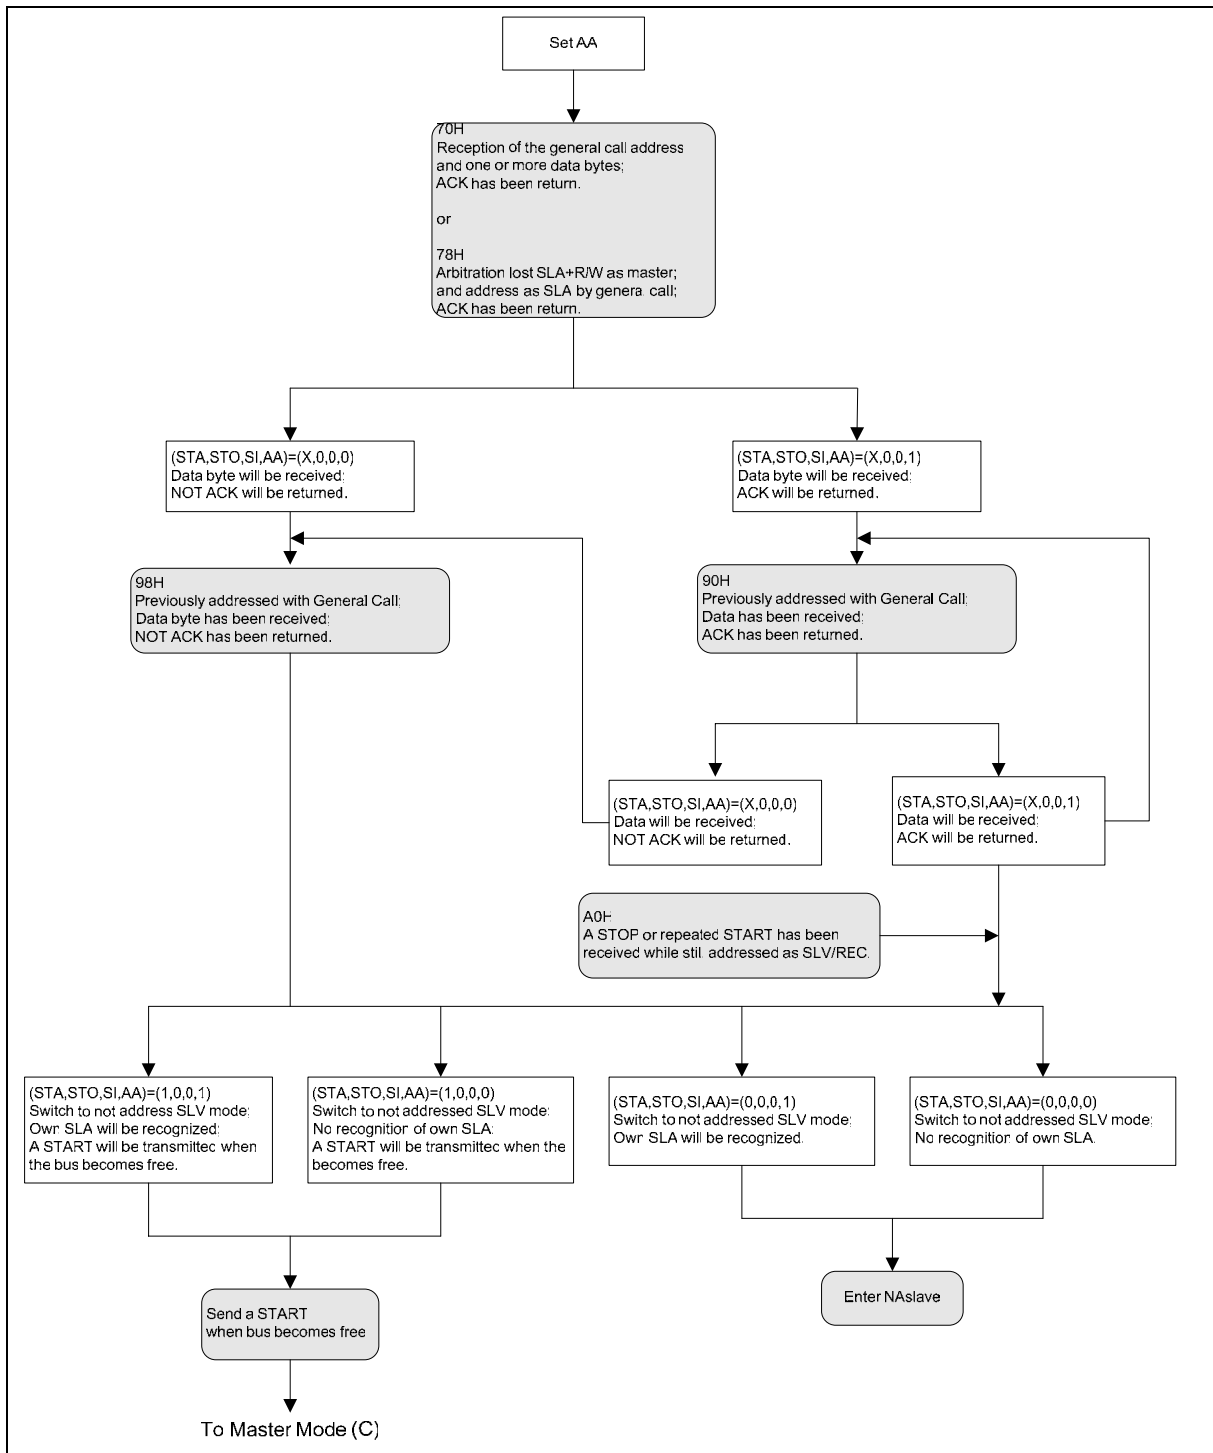 Set AA
70H
Reception of the general call address
and one or more data bytes;
ACK has been return.
or
78H
Arbitration lost SLA+R/W as master;
and address as SLA by general call;
ACK has been return.
(STA,STO,SI,AA)=(X,0,0,0)
Data byte will be received;
NOT ACK will be returned.
(STA,STO,SI,AA)=(X,0,0,1)
Data byte will be received;
ACK will be returned.
98H
Previously addressed with General Call;
Data byte has been received;
NOT ACK has been returned.
90H
Previously addressed with General Call;
Data has been received;
ACK has been returned.
(STA,STO,SI,AA)=(X,0,0,0)
Data will be received;
NOT ACK will be returned.
(STA,STO,SI,AA)=(X,0,0,1)
Data will be received;
ACK will be returned.
A0H
A STOP or repeated START has been
received while still addressed as SLV/REC.
(STA,STO,SI,AA)=(1,0,0,1)
Switch to not address SLV mode;
Own SLA will be recognized;
A START will be transmitted when
the bus becomes free.
(STA,STO,SI,AA)=(1,0,0,0)
Switch to not addressed SLV mode;
No recognition of own SLA;
A START will be transmitted when the
becomes free.
(STA,STO,SI,AA)=(0,0,0,1)
Switch to not addressed SLV mode;
Own SLA will be recognized.
(STA,STO,SI,AA)=(0,0,0,0)
Switch to not addressed SLV mode;
No recognition of own SLA.
Send a START
when bus becomes free
Enter NAslave
To Master Mode (C)